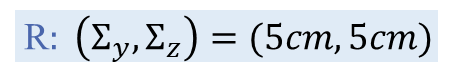 R: (Σ_y, Σ_z) = (5cm, 5cm)